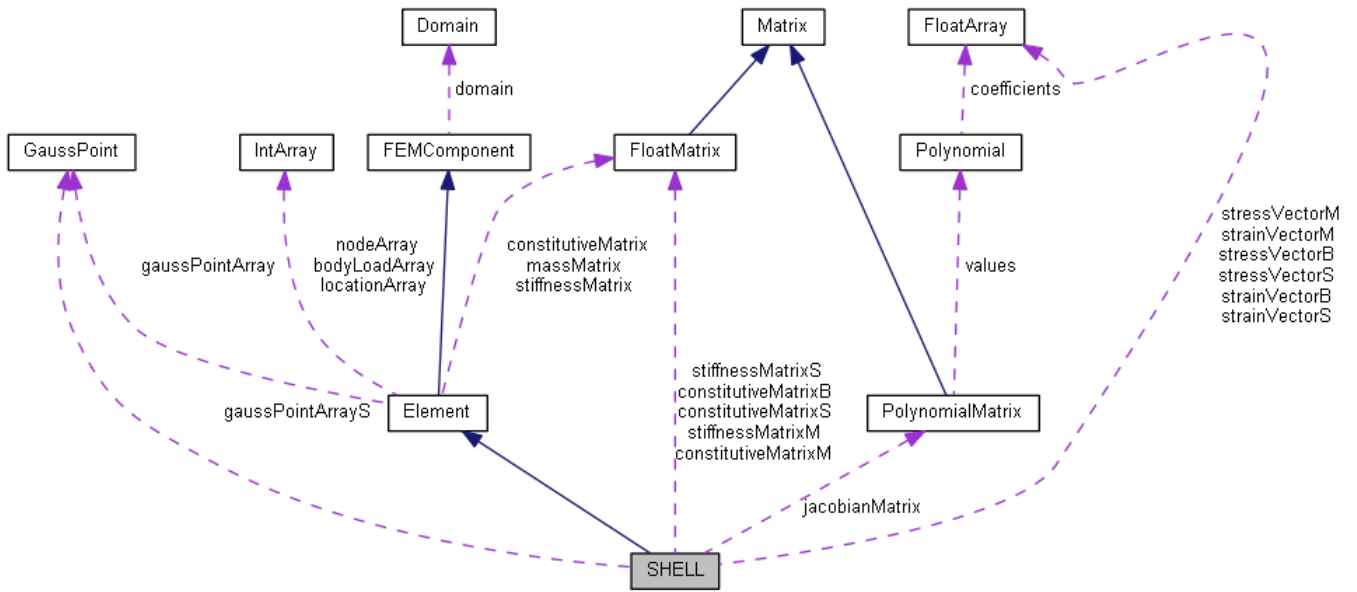 Domain
Matrix
FloatArray
domain
coefficients
GaussPoint
IntArray
FEMComponent
FloatMatrix
Polynomial
gaussPointArray
nodeArray
bodyLoadArray
locationArray
constitutiveMatrix
massMatrix
stiffnessMatrix
values
stressVectorM
strainVectorM
stressVectorB
stressVectorS
strainVectorB
strainVectorS
gaussPointArrayS
Element
stiffnessMatrixS
constitutiveMatrixB
constitutiveMatrixS
stiffnessMatrixM
constitutiveMatrixM
PolynomialMatrix
jacobianMatrix
SHELL